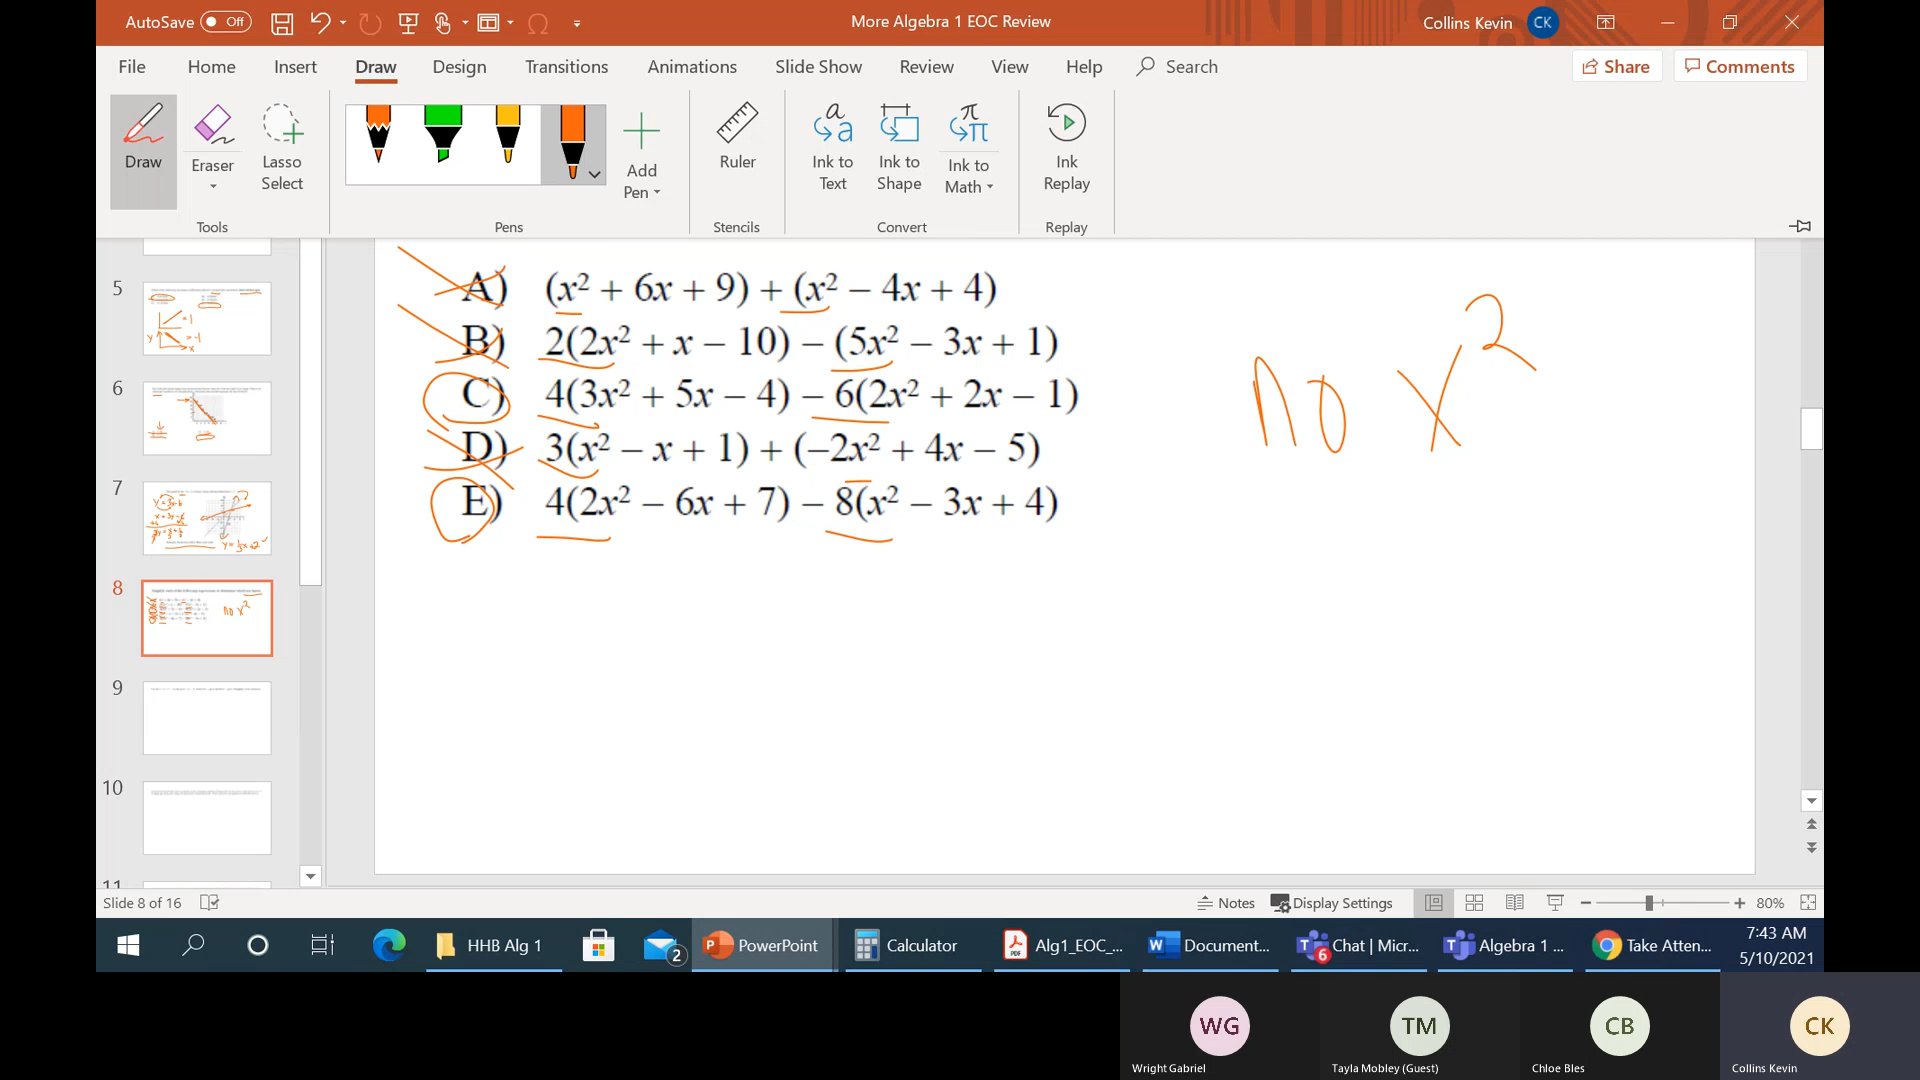 AutoSave Off More Algebra 1 EOC Review Collins Kevin CK
File Home Insert Draw Design Transitions Animations Slide Show Review View Help Search Share Comments
Draw Eraser Lasso Select Add Pen Ruler Ink to Text Ink to Shape Ink to Math Ink Replay
Tools Pens Stencils Convert Replay
5
6
7
8
9
10
11
A) (x² + 6x + 9) + (x² − 4x + 4)
B) 2(2x² + x − 10) − (5x² − 3x + 1)
C) 4(3x² + 5x − 4) − 6(2x² + 2x − 1)
D) 3(x² − x + 1) + (−2x² + 4x − 5)
E) 4(2x² − 6x + 7) − 8(x² − 3x + 4)
no x²
Slide 8 of 16 Notes Display Settings 80%
HHB Alg 1 2 PowerPoint Calculator Alg1_EOC_... Document... 6 Chat | Micr... Algebra 1 ... Take Atten... 7:43 AM
5/10/2021
WG TM CB CK
Wright Gabriel Tayla Mobley (Guest) Chloe Bles Collins Kevin